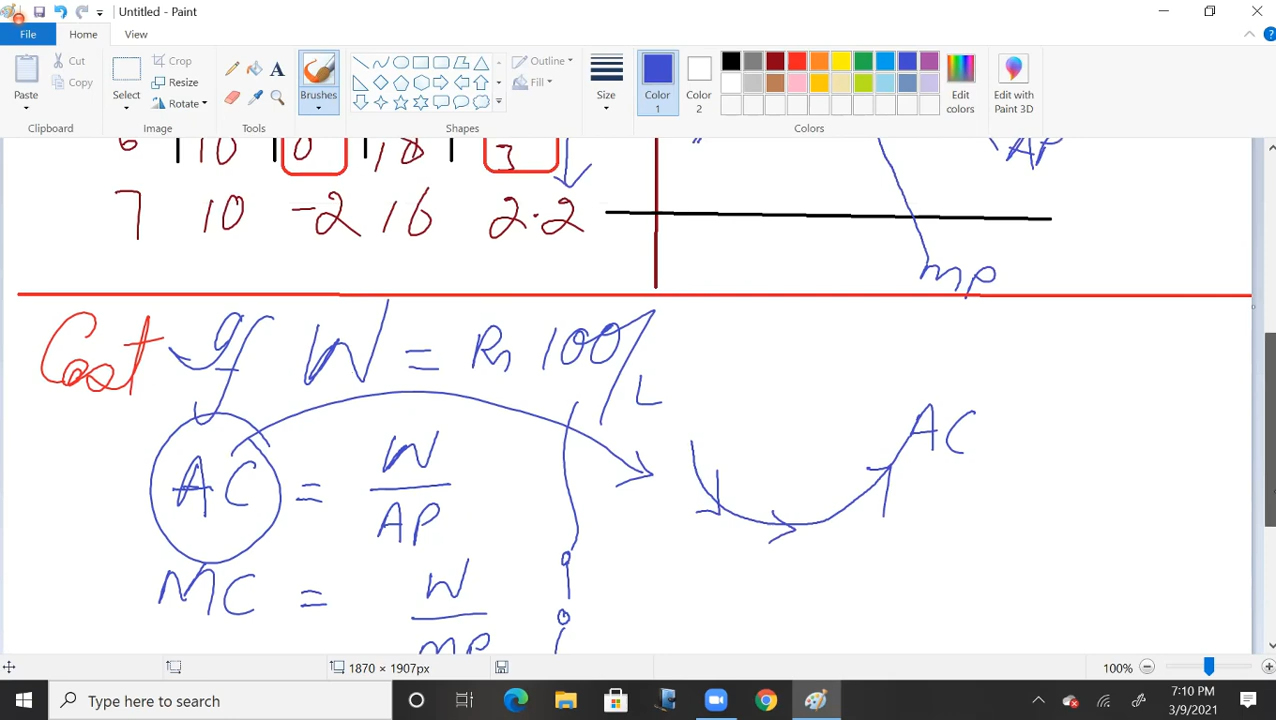 Untitled - Paint
File Home View
Paste
Cut
Copy
Clipboard
Select
Crop
Resize
Rotate
Image
Tools
Brushes
Shapes
Outline
Fill
Size
Color 1
Color 2
Colors
Edit colors
Edit with Paint 3D
6 10 0 18 3
AP
7 10 -2 16 2.2
mp
Cost If W = Rs 100/L
AC = W/AP
AC
MC = W/mp
1870 × 1907px
100%
Type here to search
7:10 PM
3/9/2021